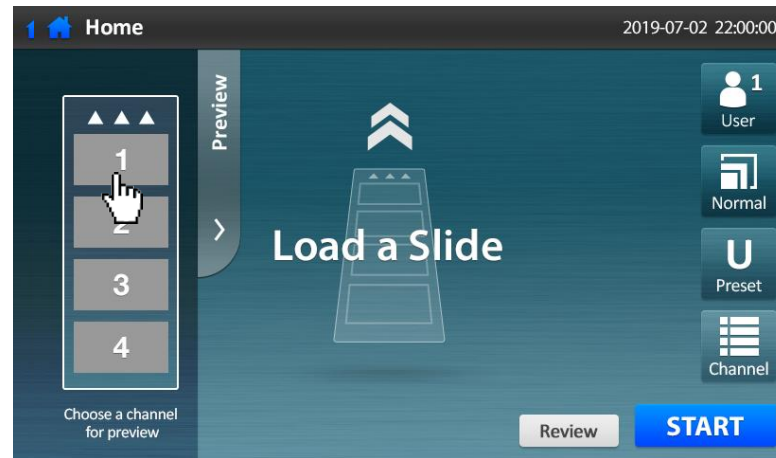 1 Home
2019-07-02 22:00:00
Preview
1
2
3
4
Choose a channel
for preview
Load a Slide
1
User
Normal
U
Preset
Channel
Review
START